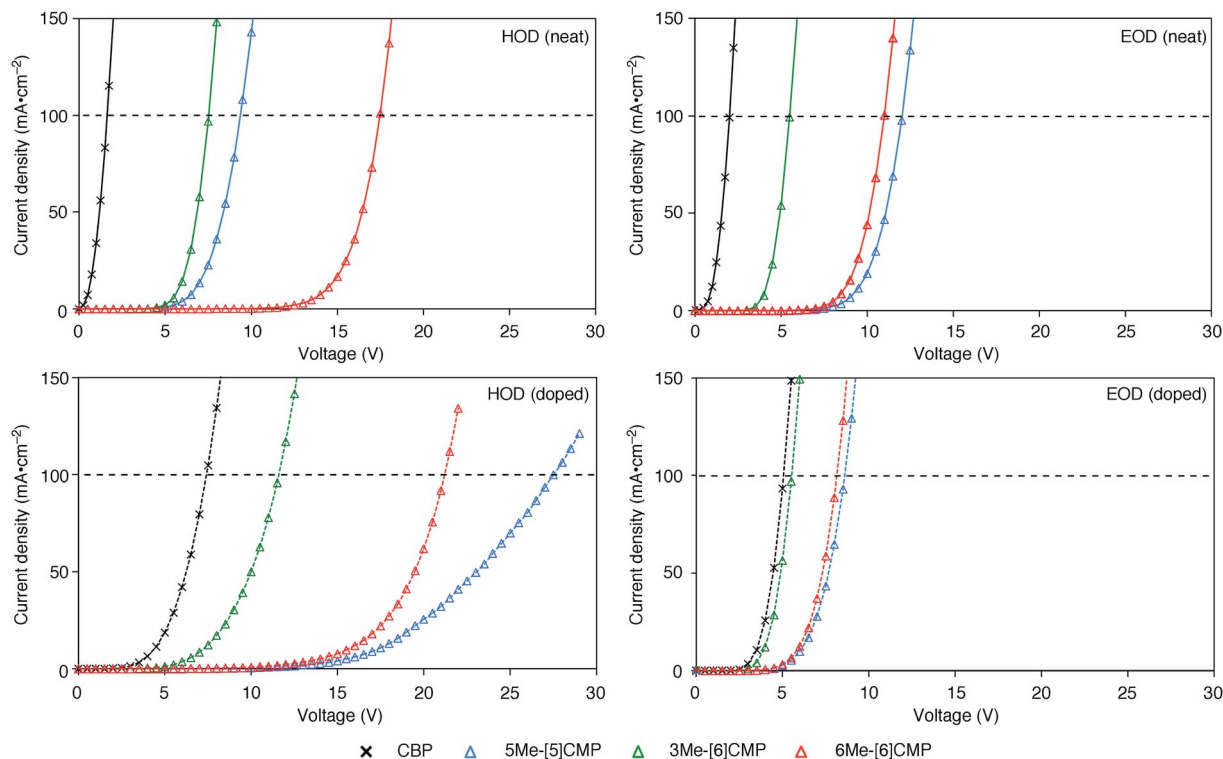 HOD (neat)
150
100
50
0
Current density (mA•cm⁻²)
0 5 10 15 20 25 30
Voltage (V)
EOD (neat)
150
100
50
0
Current density (mA•cm⁻²)
0 5 10 15 20 25 30
Voltage (V)
HOD (doped)
150
100
50
0
Current density (mA•cm⁻²)
0 5 10 15 20 25 30
Voltage (V)
EOD (doped)
150
100
50
0
Current density (mA•cm⁻²)
0 5 10 15 20 25 30
Voltage (V)
CBP 5Me-[5]CMP 3Me-[6]CMP 6Me-[6]CMP